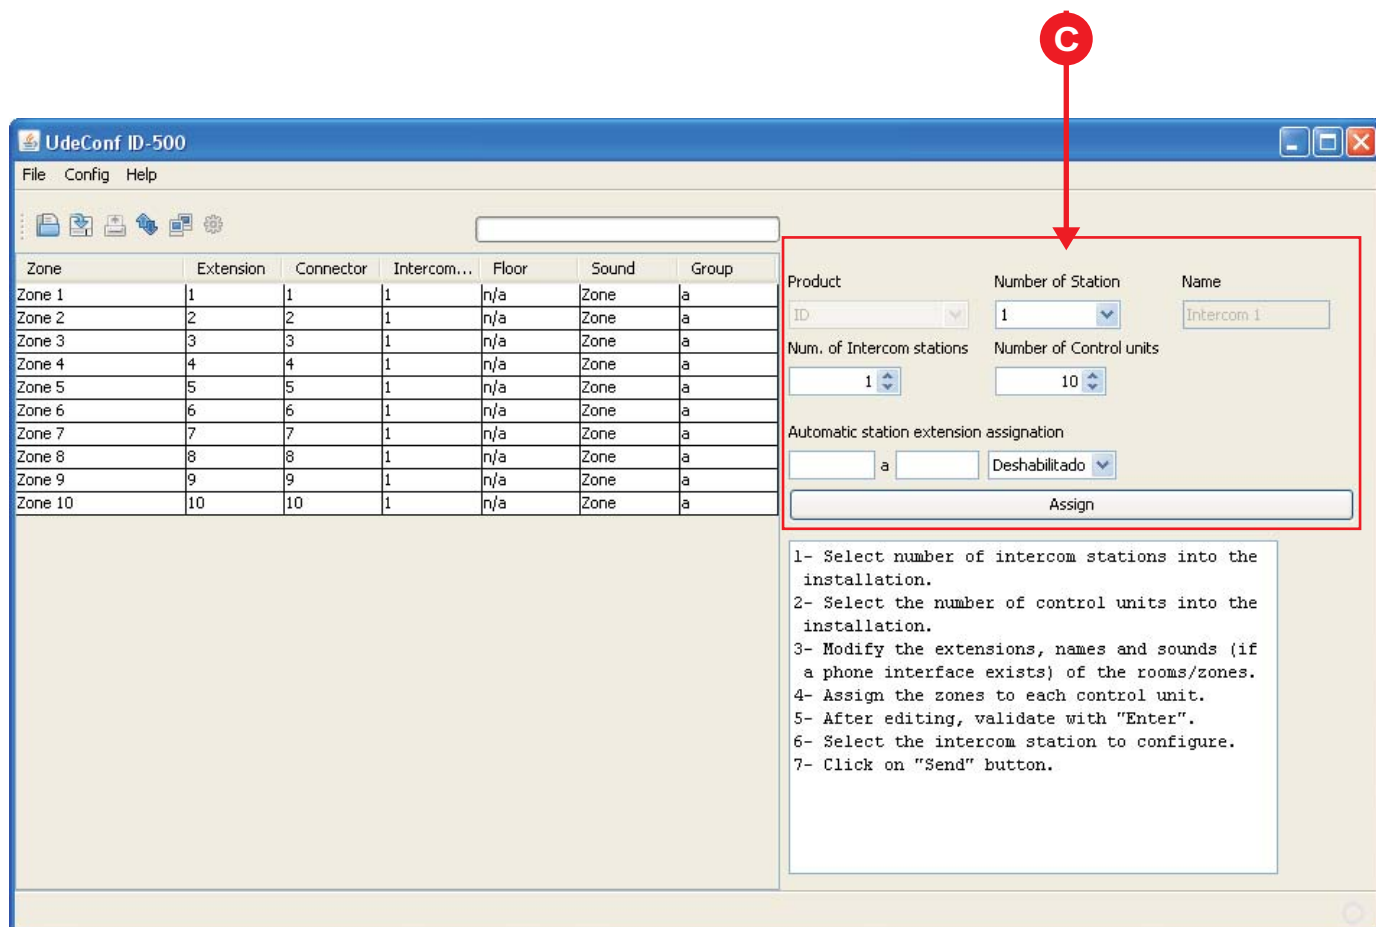 C
UdeConf ID-500
File Config Help
Zone Extension Connector Intercom... Floor Sound Group
Zone 1 1 1 1 n/a Zone a
Zone 2 2 2 1 n/a Zone a
Zone 3 3 3 1 n/a Zone a
Zone 4 4 4 1 n/a Zone a
Zone 5 5 5 1 n/a Zone a
Zone 6 6 6 1 n/a Zone a
Zone 7 7 7 1 n/a Zone a
Zone 8 8 8 1 n/a Zone a
Zone 9 9 9 1 n/a Zone a
Zone 10 10 10 1 n/a Zone a
Product Number of Station Name
ID 1 Intercom 1
Num. of Intercom stations Number of Control units
1 10
Automatic station extension assignation
a Deshabilitado
Assign
1- Select number of intercom stations into the
installation.
2- Select the number of control units into the
installation.
3- Modify the extensions, names and sounds (if
a phone interface exists) of the rooms/zones.
4- Assign the zones to each control unit.
5- After editing, validate with "Enter".
6- Select the intercom station to configure.
7- Click on "Send" button.